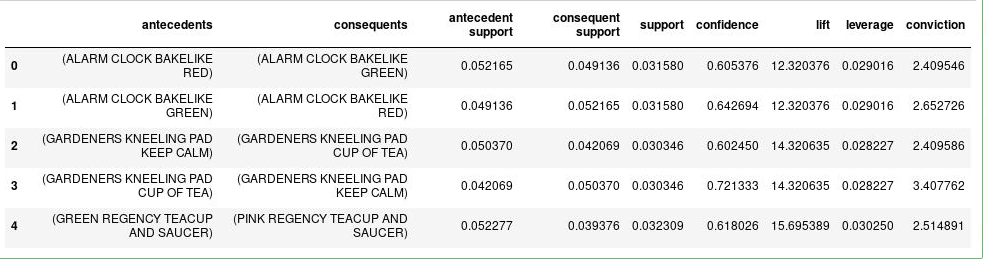 antecedents consequents antecedent support consequent support support confidence lift leverage conviction
0 (ALARM CLOCK BAKELIKE RED) (ALARM CLOCK BAKELIKE GREEN) 0.052165 0.049136 0.031580 0.605376 12.320376 0.029016 2.409546
1 (ALARM CLOCK BAKELIKE GREEN) (ALARM CLOCK BAKELIKE RED) 0.049136 0.052165 0.031580 0.642694 12.320376 0.029016 2.652726
2 (GARDENERS KNEELING PAD KEEP CALM) (GARDENERS KNEELING PAD CUP OF TEA) 0.050370 0.042069 0.030346 0.602450 14.320635 0.028227 2.409586
3 (GARDENERS KNEELING PAD CUP OF TEA) (GARDENERS KNEELING PAD KEEP CALM) 0.042069 0.050370 0.030346 0.721333 14.320635 0.028227 3.407762
4 (GREEN REGENCY TEACUP AND SAUCER) (PINK REGENCY TEACUP AND SAUCER) 0.052277 0.039376 0.032309 0.618026 15.695389 0.030250 2.514891